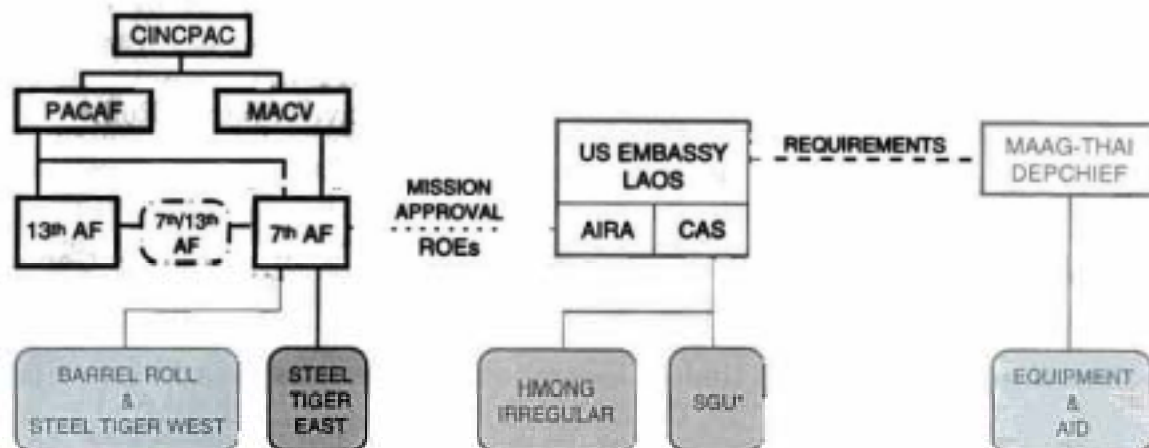 CINCPAC
PACAF
MACV
13th AF
7th/13th
AF
7th AF
MISSION
APPROVAL
ROEs
US EMBASSY
LAOS
AIRA
CAS
REQUIREMENTS
MAAG-THAI
DEPCHIEF
BARREL ROLL
&
STEEL TIGER WEST
STEEL
TIGER
EAST
HMONG
IRREGULAR
SGU*
EQUIPMENT
&
AID